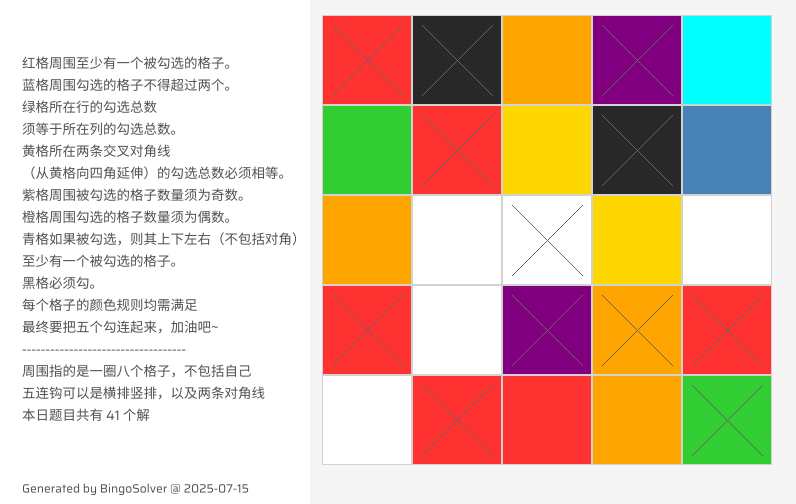 红格周围至少有一个被勾选的格子。
蓝格周围勾选的格子不得超过两个。
绿格所在行的勾选总数
须等于所在列的勾选总数。
黄格所在两条交叉对角线
（从黄格向四角延伸）的勾选总数必须相等。
紫格周围被勾选的格子数量须为奇数。
橙格周围勾选的格子数量须为偶数。
青格如果被勾选，则其上下左右（不包括对角）
至少有一个被勾选的格子。
黑格必须勾。
每个格子的颜色规则均需满足
最终要把五个勾连起来，加油吧~
----------------------------------
周围指的是一圈八个格子，不包括自己
五连钩可以是横排竖排，以及两条对角线
本日题目共有 41 个解
Generated by BingoSolver @ 2025-07-15